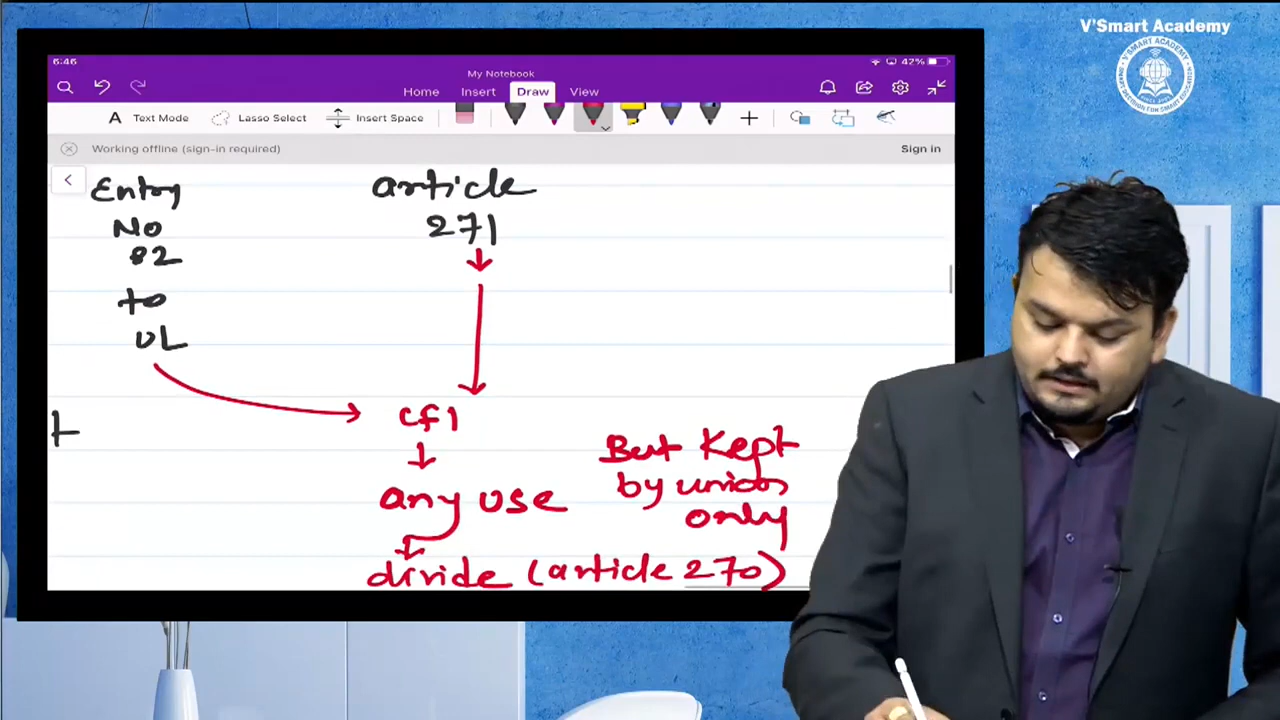 V'Smart Academy
6:46
42%
My Notebook
Home Insert Draw View
Text Mode Lasso Select Insert Space
Working offline (sign-in required) Sign in
Entry
No
82
to
UL
article
271
CFI
any use
But Kept
by union
only
divide (article 270)